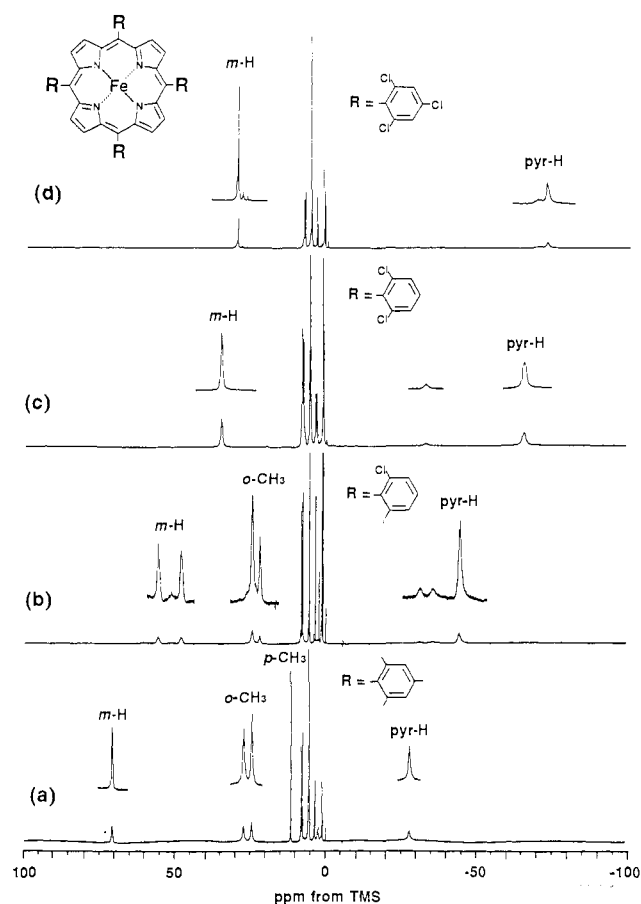 R
N
N
R
Fe
R
N
N
R
m-H
R =
Cl
Cl
Cl
pyr-H
(d)
m-H
R =
Cl
Cl
pyr-H
(c)
m-H
o-CH3
R =
Cl
pyr-H
(b)
p-CH3
m-H
o-CH3
R =
pyr-H
(a)
100 50 0 -50 -100
ppm from TMS